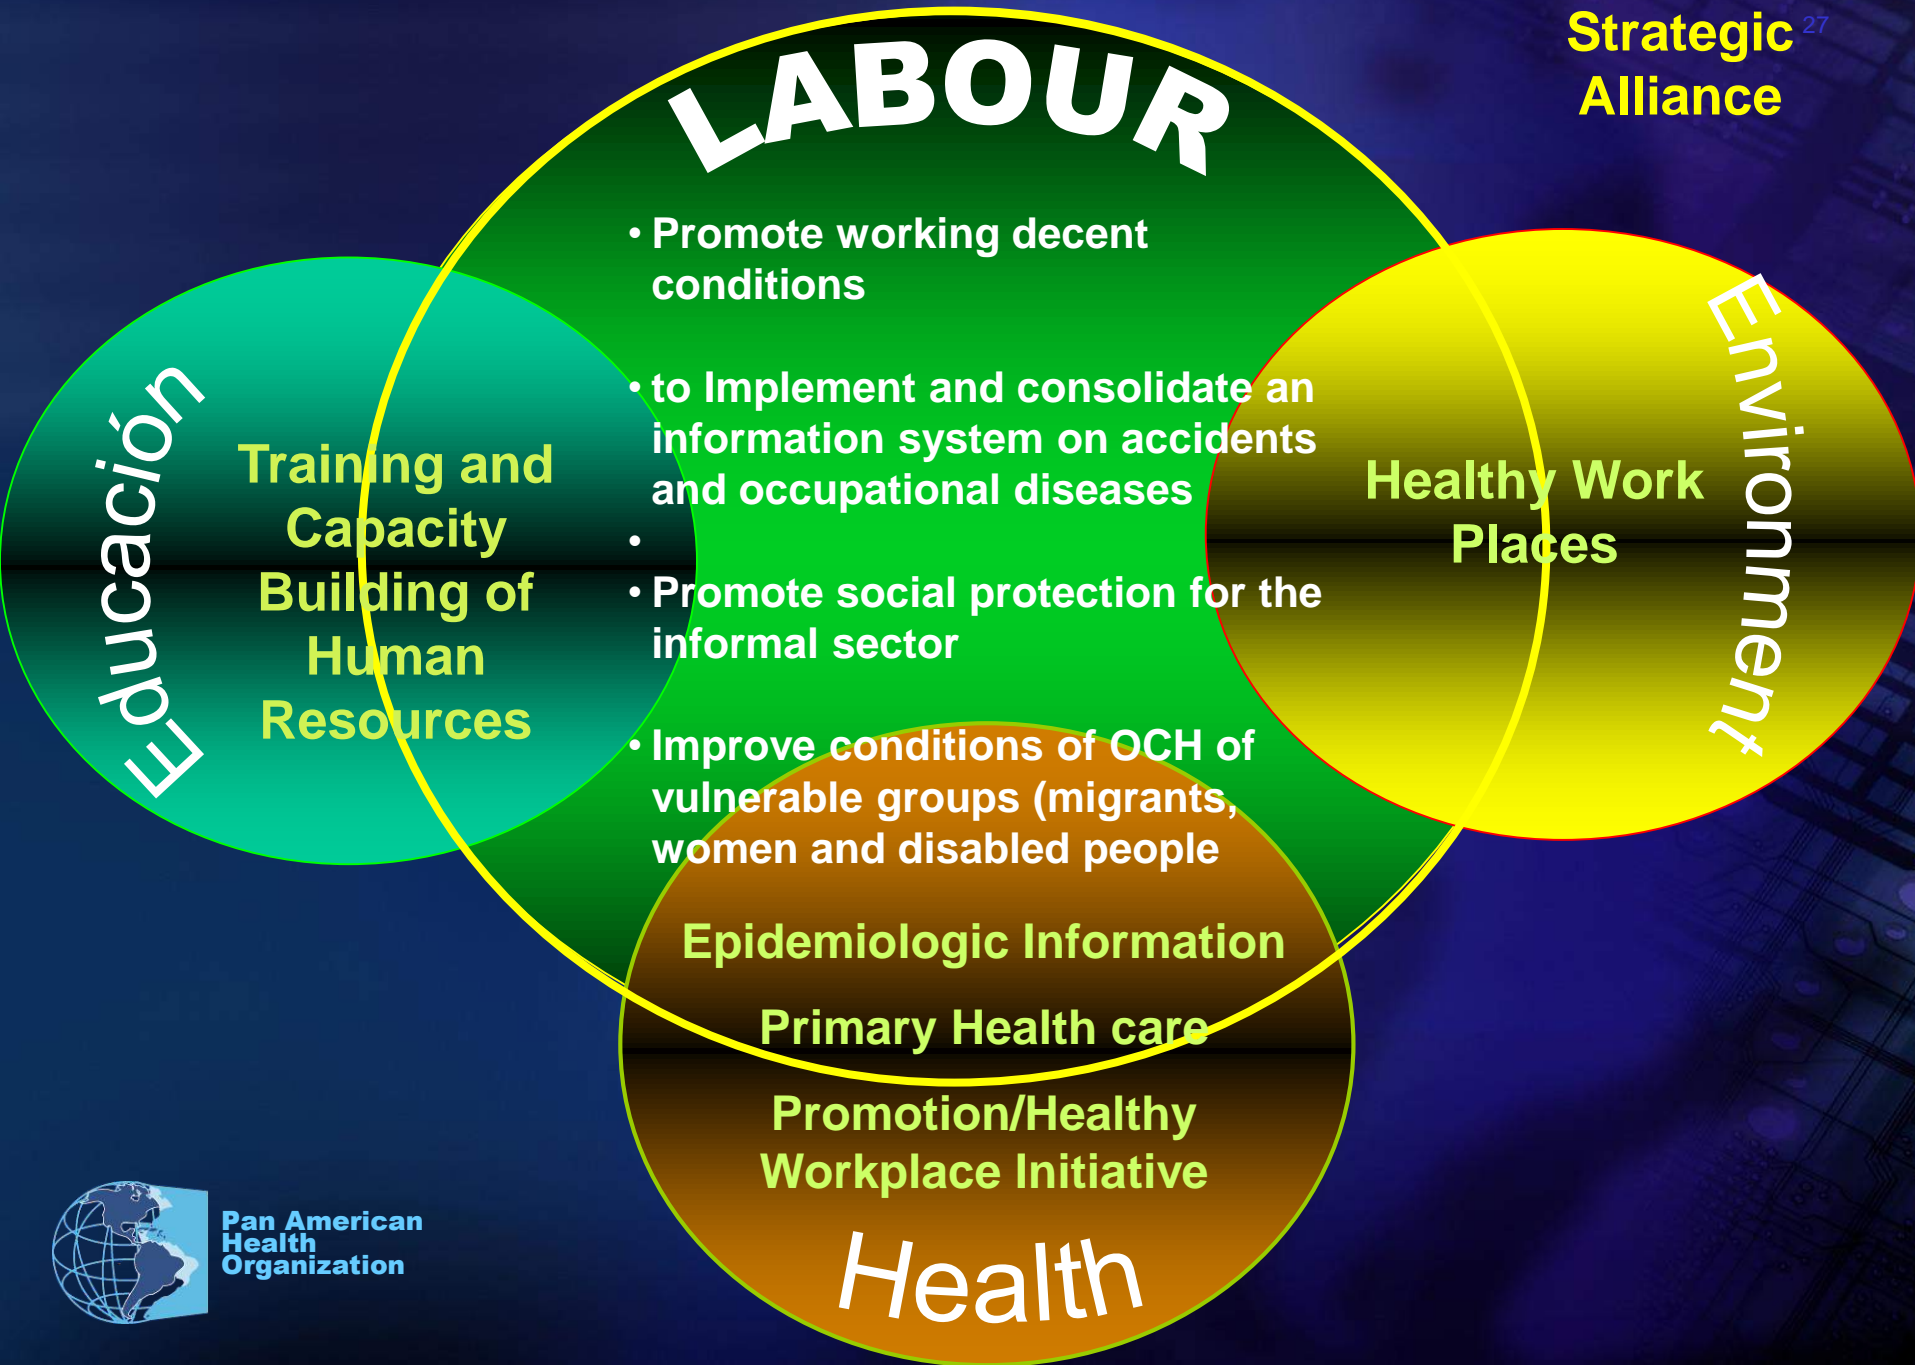 Strategic 27
Alliance
LABOUR
• Promote working decent
conditions
• to Implement and consolidate an
information system on accidents
and occupational diseases
•
• Promote social protection for the
informal sector
• Improve conditions of OCH of
vulnerable groups (migrants,
women and disabled people
Educación
Training and
Capacity
Building of
Human
Resources
Healthy Work
Places
Environment
Epidemiologic Information
Primary Health care
Promotion/Healthy
Workplace Initiative
Health
Pan American
Health
Organization